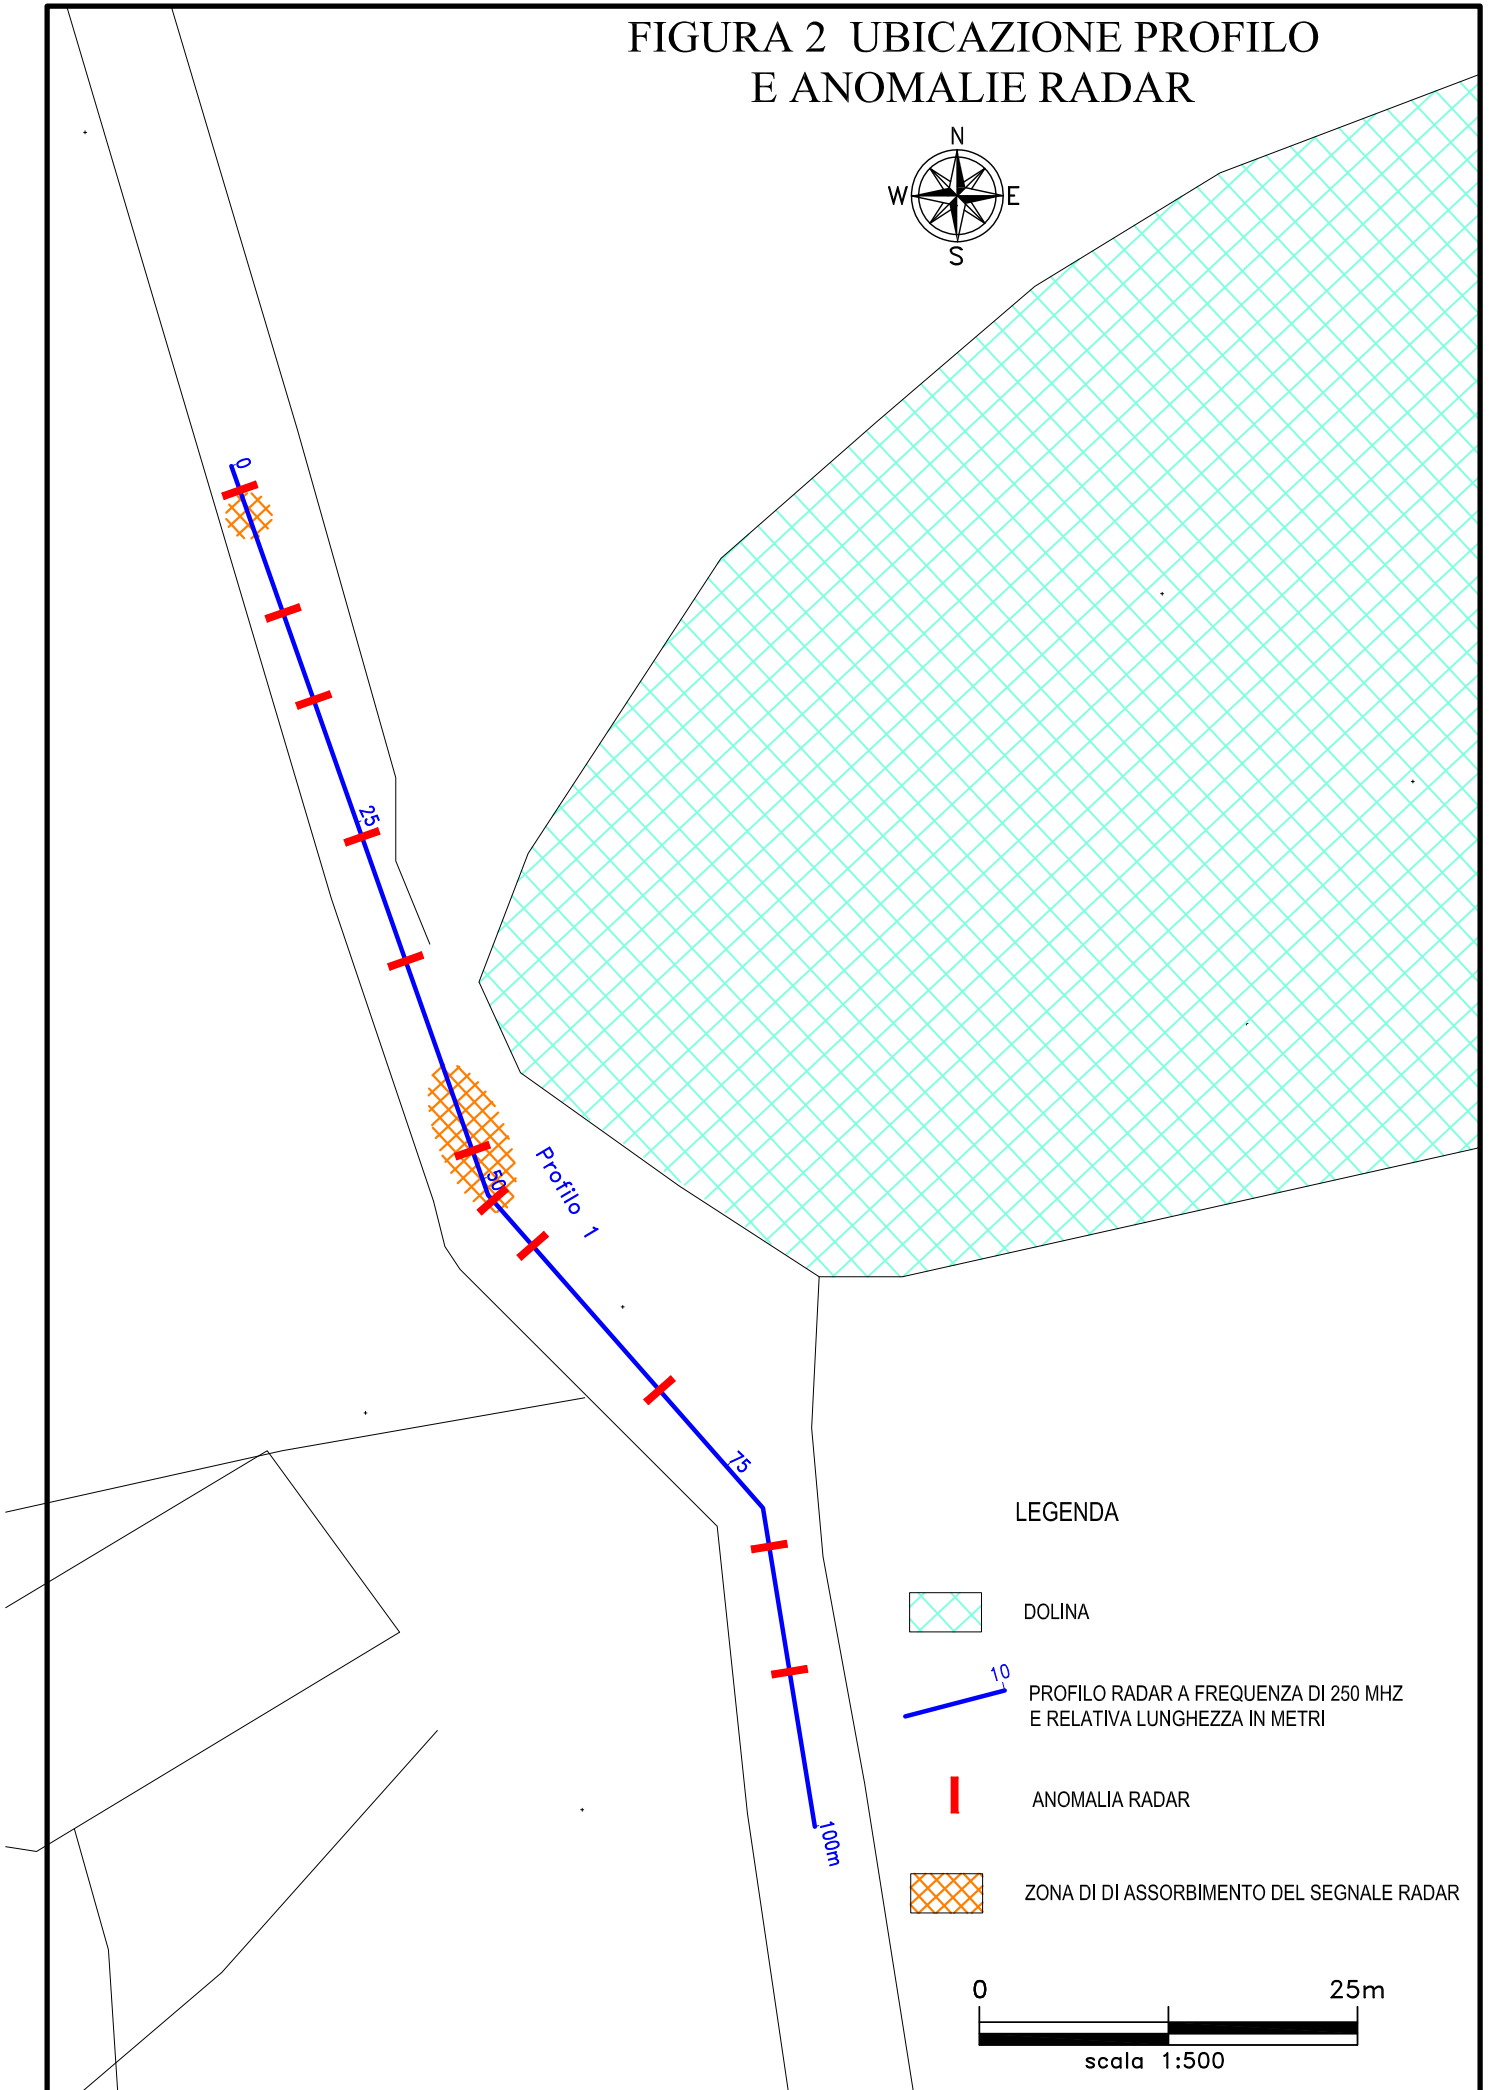 FIGURA 2 UBICAZIONE PROFILO
E ANOMALIE RADAR
N
W
E
S
0
25
50
Profilo 1
75
100m
LEGENDA
DOLINA
10
PROFILO RADAR A FREQUENZA DI 250 MHZ
E RELATIVA LUNGHEZZA IN METRI
ANOMALIA RADAR
ZONA DI DI ASSORBIMENTO DEL SEGNALE RADAR
0
25m
scala 1:500